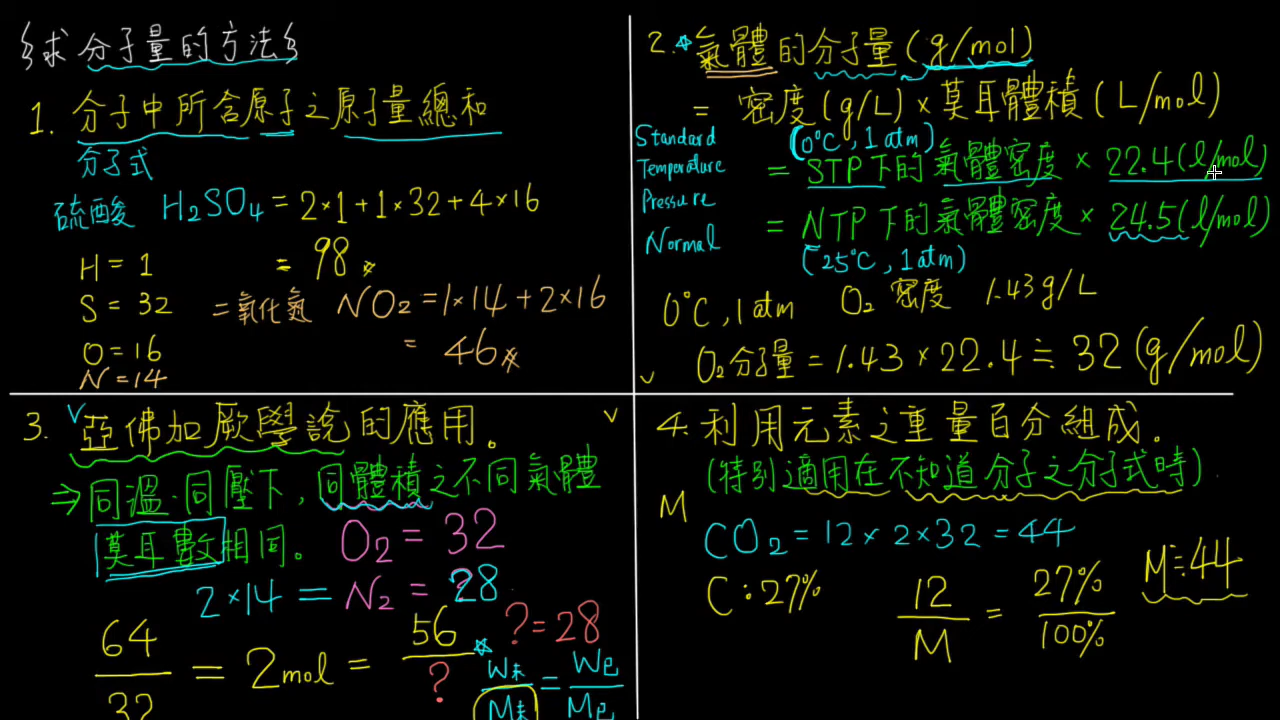 求分子量的方法
1. 分子中所含原子之原子量總和
分子式
硫酸 H₂SO₄ = 2×1+1×32+4×16
= 98
H = 1
S = 32
O = 16
N = 14
二氧化氮 NO₂ = 1×14+2×16
= 46
2. 氣體的分子量(g/mol)
= 密度(g/L)×莫耳體積(L/mol)
(0°C, 1 atm)
= STP下的氣體密度 × 22.4(l/mol)
= NTP下的氣體密度 × 24.5(l/mol)
(25°C, 1 atm)
Standard
Temperature
Pressure
Normal
0°C, 1 atm O₂ 密度 1.43g/L
O₂分子量 = 1.43×22.4≒32(g/mol)
3. 亞佛加厥學說的應用。
⇒同溫·同壓下,同體積之不同氣體
莫耳數相同。
O₂ = 32
2×14 = N₂ = 28
64/32 = 2mol = 56/?
?=28
W未/M未 = W已/M已
4. 利用元素之重量百分組成。
(特別適用在不知道分子之分子式時).
M
CO₂ = 12×2×32 = 44
C:27%
12/M = 27%/100%
M≒44